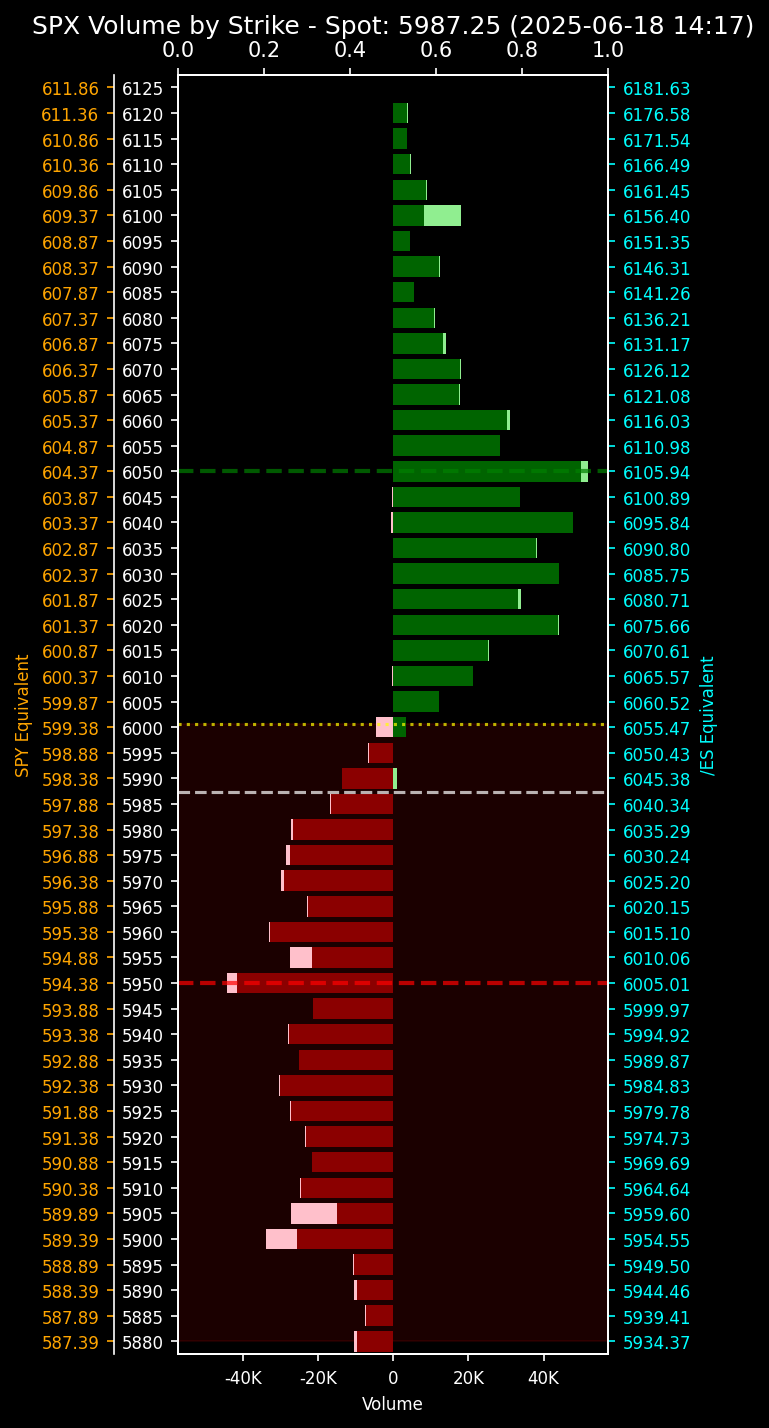 SPX Volume by Strike - Spot: 5987.25 (2025-06-18 14:17)
0.0 0.2 0.4 0.6 0.8 1.0
611.86 6125 6181.63
611.36 6120 6176.58
610.86 6115 6171.54
610.36 6110 6166.49
609.86 6105 6161.45
609.37 6100 6156.40
608.87 6095 6151.35
608.37 6090 6146.31
607.87 6085 6141.26
607.37 6080 6136.21
606.87 6075 6131.17
606.37 6070 6126.12
605.87 6065 6121.08
605.37 6060 6116.03
604.87 6055 6110.98
604.37 6050 6105.94
603.87 6045 6100.89
603.37 6040 6095.84
602.87 6035 6090.80
602.37 6030 6085.75
601.87 6025 6080.71
601.37 6020 6075.66
600.87 6015 6070.61
600.37 6010 6065.57
599.87 6005 6060.52
599.38 6000 6055.47
598.88 5995 6050.43
598.38 5990 6045.38
597.88 5985 6040.34
597.38 5980 6035.29
596.88 5975 6030.24
596.38 5970 6025.20
595.88 5965 6020.15
595.38 5960 6015.10
594.88 5955 6010.06
594.38 5950 6005.01
593.88 5945 5999.97
593.38 5940 5994.92
592.88 5935 5989.87
592.38 5930 5984.83
591.88 5925 5979.78
591.38 5920 5974.73
590.88 5915 5969.69
590.38 5910 5964.64
589.89 5905 5959.60
589.39 5900 5954.55
588.89 5895 5949.50
588.39 5890 5944.46
587.89 5885 5939.41
587.39 5880 5934.37
SPY Equivalent
/ES Equivalent
-40K -20K 0 20K 40K
Volume